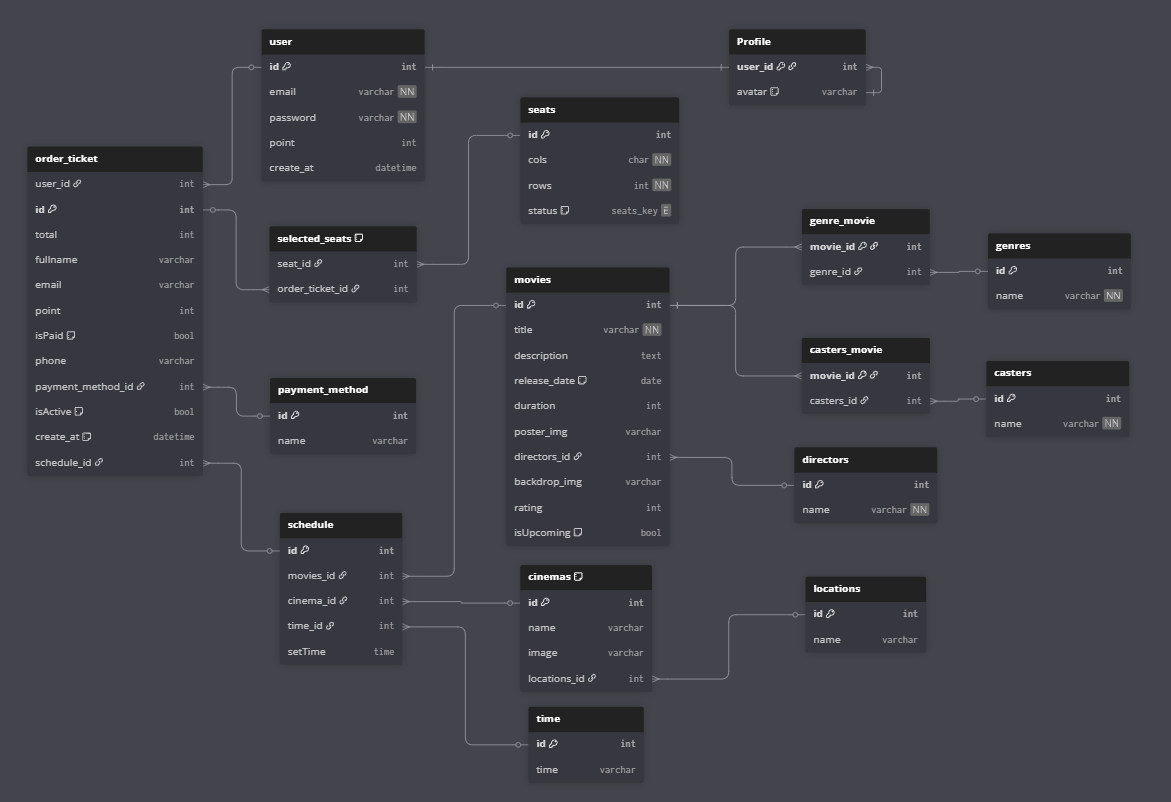 user
id int
email varchar NN
password varchar NN
point int
create_at datetime
Profile
user_id int
avatar varchar
seats
id int
cols char NN
rows int NN
status seats_key E
order_ticket
user_id int
id int
total int
fullname varchar
email varchar
point int
isPaid bool
phone varchar
payment_method_id int
isActive bool
create_at datetime
schedule_id int
selected_seats
seat_id int
order_ticket_id int
genre_movie
movie_id int
genre_id int
genres
id int
name varchar NN
movies
id int
title varchar NN
description text
release_date date
duration int
poster_img varchar
directors_id int
backdrop_img varchar
rating int
isUpcoming bool
casters_movie
movie_id int
casters_id int
casters
id int
name varchar NN
payment_method
id int
name varchar
directors
id int
name varchar NN
schedule
id int
movies_id int
cinema_id int
time_id int
setTime time
cinemas
id int
name varchar
image varchar
locations_id int
locations
id int
name varchar
time
id int
time varchar